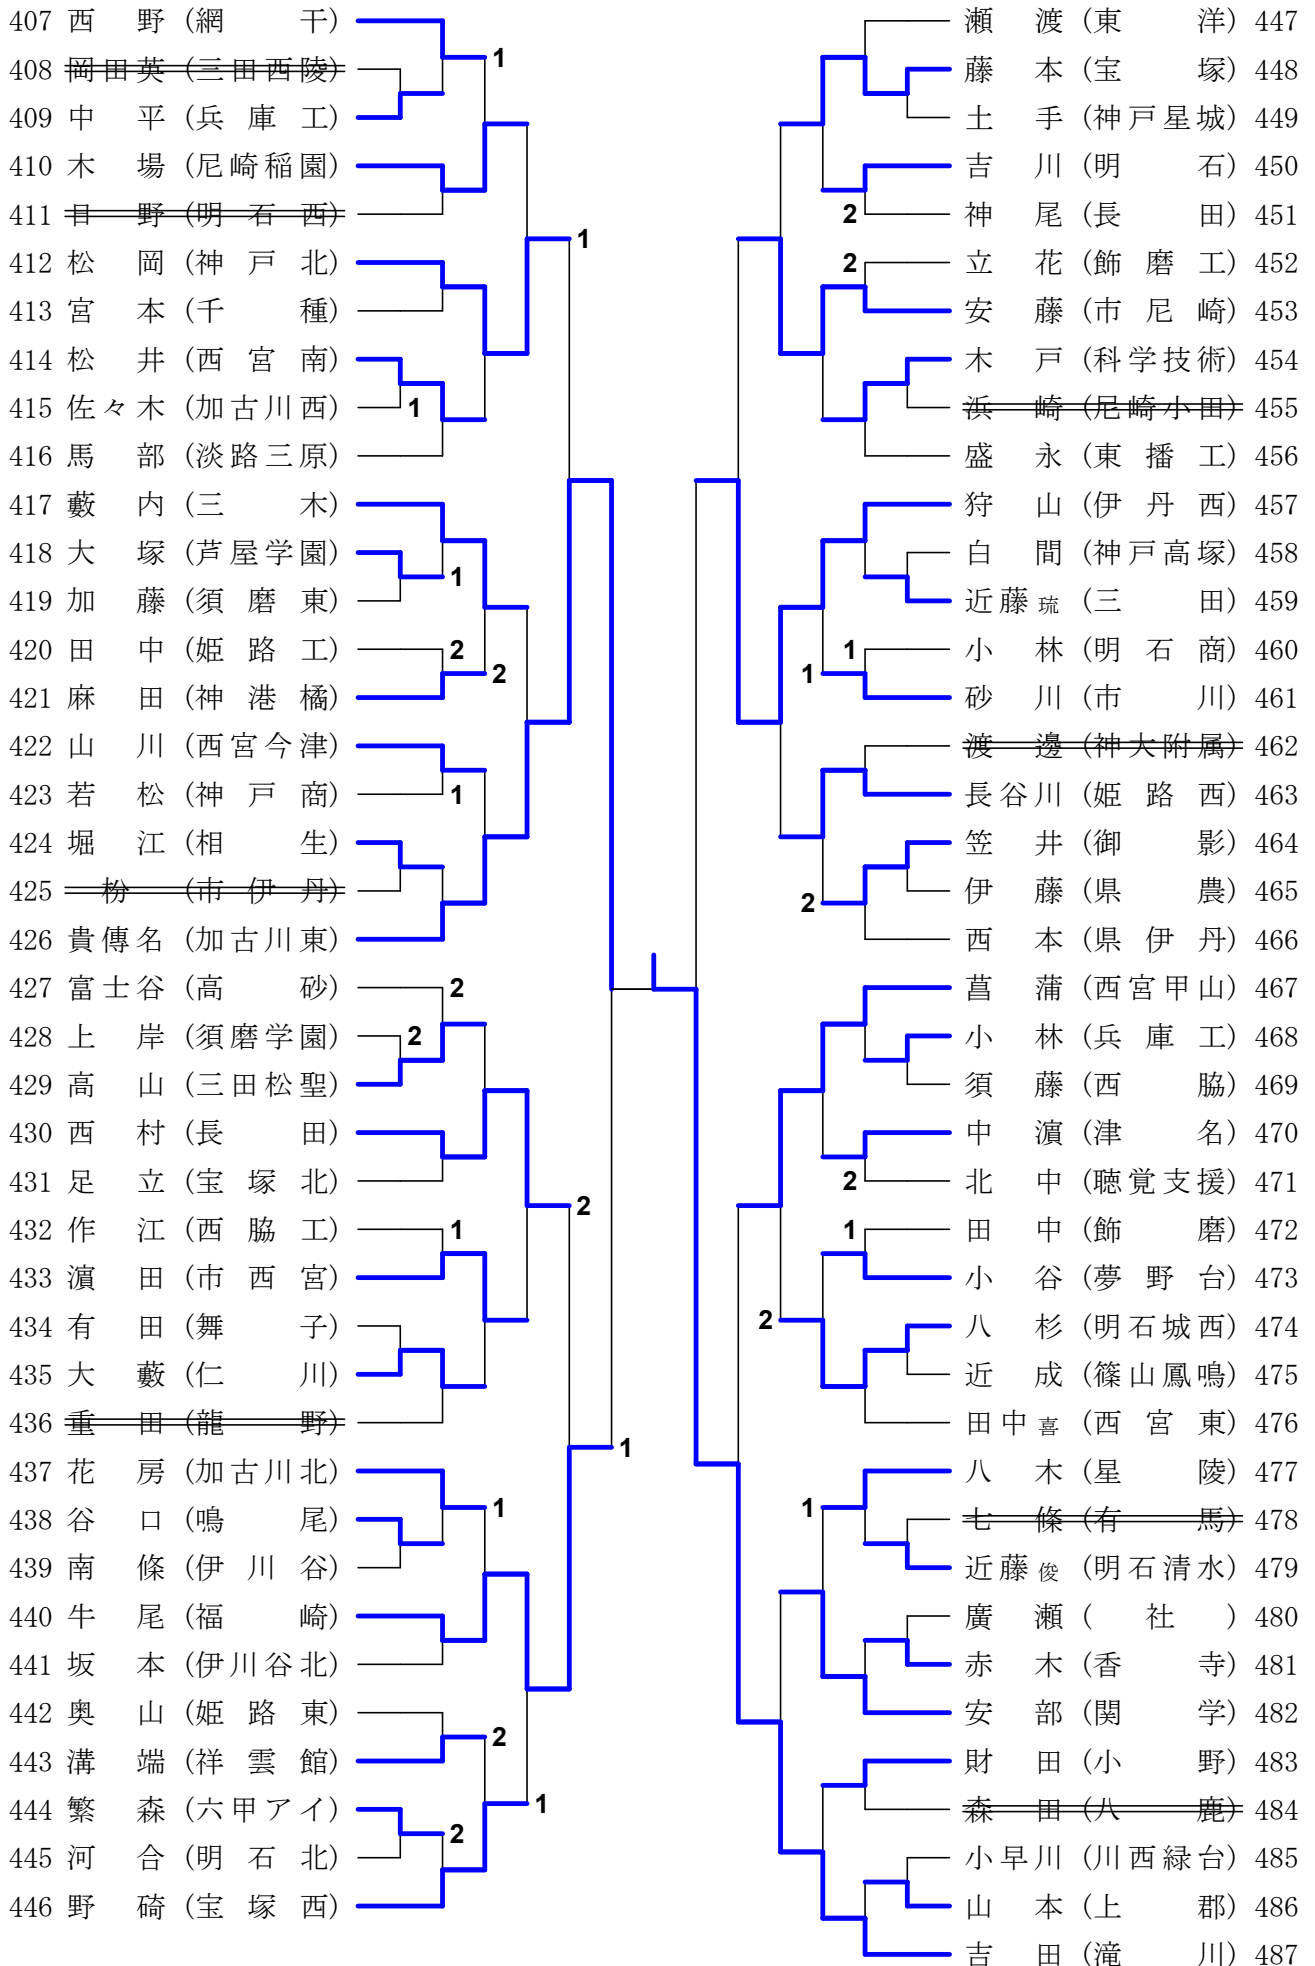 407 西野 (網干)
408 岡田英 (三田西陵)
409 中平 (兵庫工)
410 木場 (尼崎稲園)
411 日野 (明石西)
412 松岡 (神戸北)
413 宮本 (千種)
414 松井 (西宮南)
415 佐々木 (加古川西)
416 馬部 (淡路三原)
417 藪内 (三木)
418 大塚 (芦屋学園)
419 加藤 (須磨東)
420 田中 (姫路工)
421 麻田 (神港橘)
422 山川 (西宮今津)
423 若松 (神戸商)
424 堀江 (相生)
425 枌 (市伊丹)
426 貴傳名 (加古川東)
427 富士谷 (高砂)
428 上岸 (須磨学園)
429 高山 (三田松聖)
430 西村 (長田)
431 足立 (宝塚北)
432 作江 (西脇工)
433 濵田 (市西宮)
434 有田 (舞子)
435 大藪 (仁川)
436 重田 (龍野)
437 花房 (加古川北)
438 谷口 (鳴尾)
439 南條 (伊川谷)
440 牛尾 (福崎)
441 坂本 (伊川谷北)
442 奥山 (姫路東)
443 溝端 (祥雲館)
444 繁森 (六甲アイ)
445 河合 (明石北)
446 野碕 (宝塚西)
1
1
1
1
2
2
1
2
2
2
1
1
1
2
2
1
瀬渡 (東洋) 447
藤本 (宝塚) 448
土手 (神戸星城) 449
吉川 (明石) 450
神尾 (長田) 451
立花 (飾磨工) 452
安藤 (市尼崎) 453
木戸 (科学技術) 454
浜崎 (尼崎小田) 455
盛永 (東播工) 456
狩山 (伊丹西) 457
白間 (神戸高塚) 458
近藤琉 (三田) 459
小林 (明石商) 460
砂川 (市川) 461
渡邊 (神大附属) 462
長谷川 (姫路西) 463
笠井 (御影) 464
伊藤 (県農) 465
西本 (県伊丹) 466
菖蒲 (西宮甲山) 467
小林 (兵庫工) 468
須藤 (西脇) 469
中濵 (津名) 470
北中 (聴覚支援) 471
田中 (飾磨) 472
小谷 (夢野台) 473
八杉 (明石城西) 474
近成 (篠山鳳鳴) 475
田中喜 (西宮東) 476
八木 (星陵) 477
七條 (有馬) 478
近藤俊 (明石清水) 479
廣瀬 (社) 480
赤木 (香寺) 481
安部 (関学) 482
財田 (小野) 483
森田 (八鹿) 484
小早川 (川西緑台) 485
山本 (上郡) 486
吉田 (滝川) 487
2
2
1
1
2
2
1
2
1